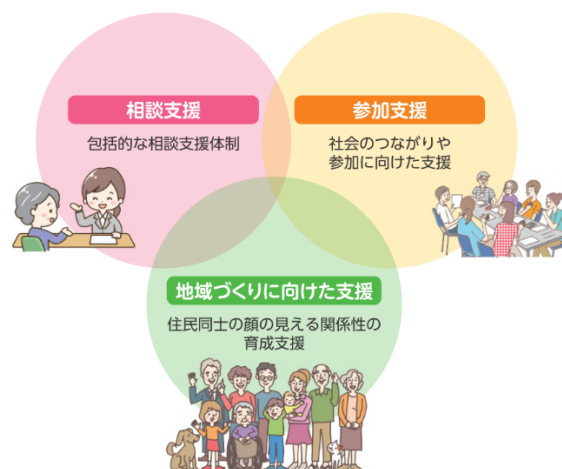 相談支援
包括的な相談支援体制
参加支援
社会のつながりや
参加に向けた支援
地域づくりに向けた支援
住民同士の顔の見える関係性の
育成支援